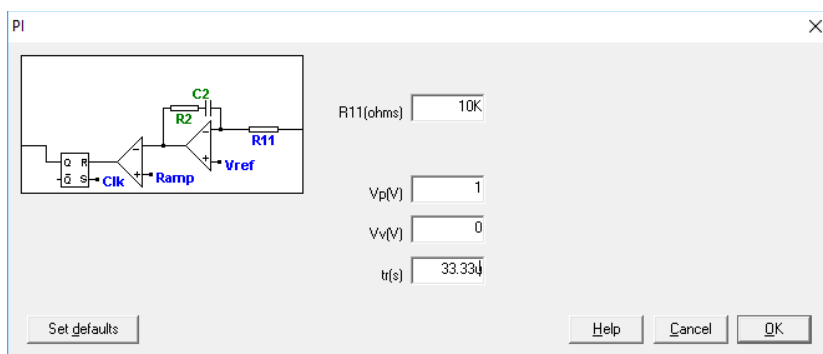 PI
C2
R2
R11
R11(ohms) 10K
Q R
Q S Clk
Vref
Ramp
Vp(V) 1
Vv(V) 0
tr(s) 33.33u
Set defaults Help Cancel OK